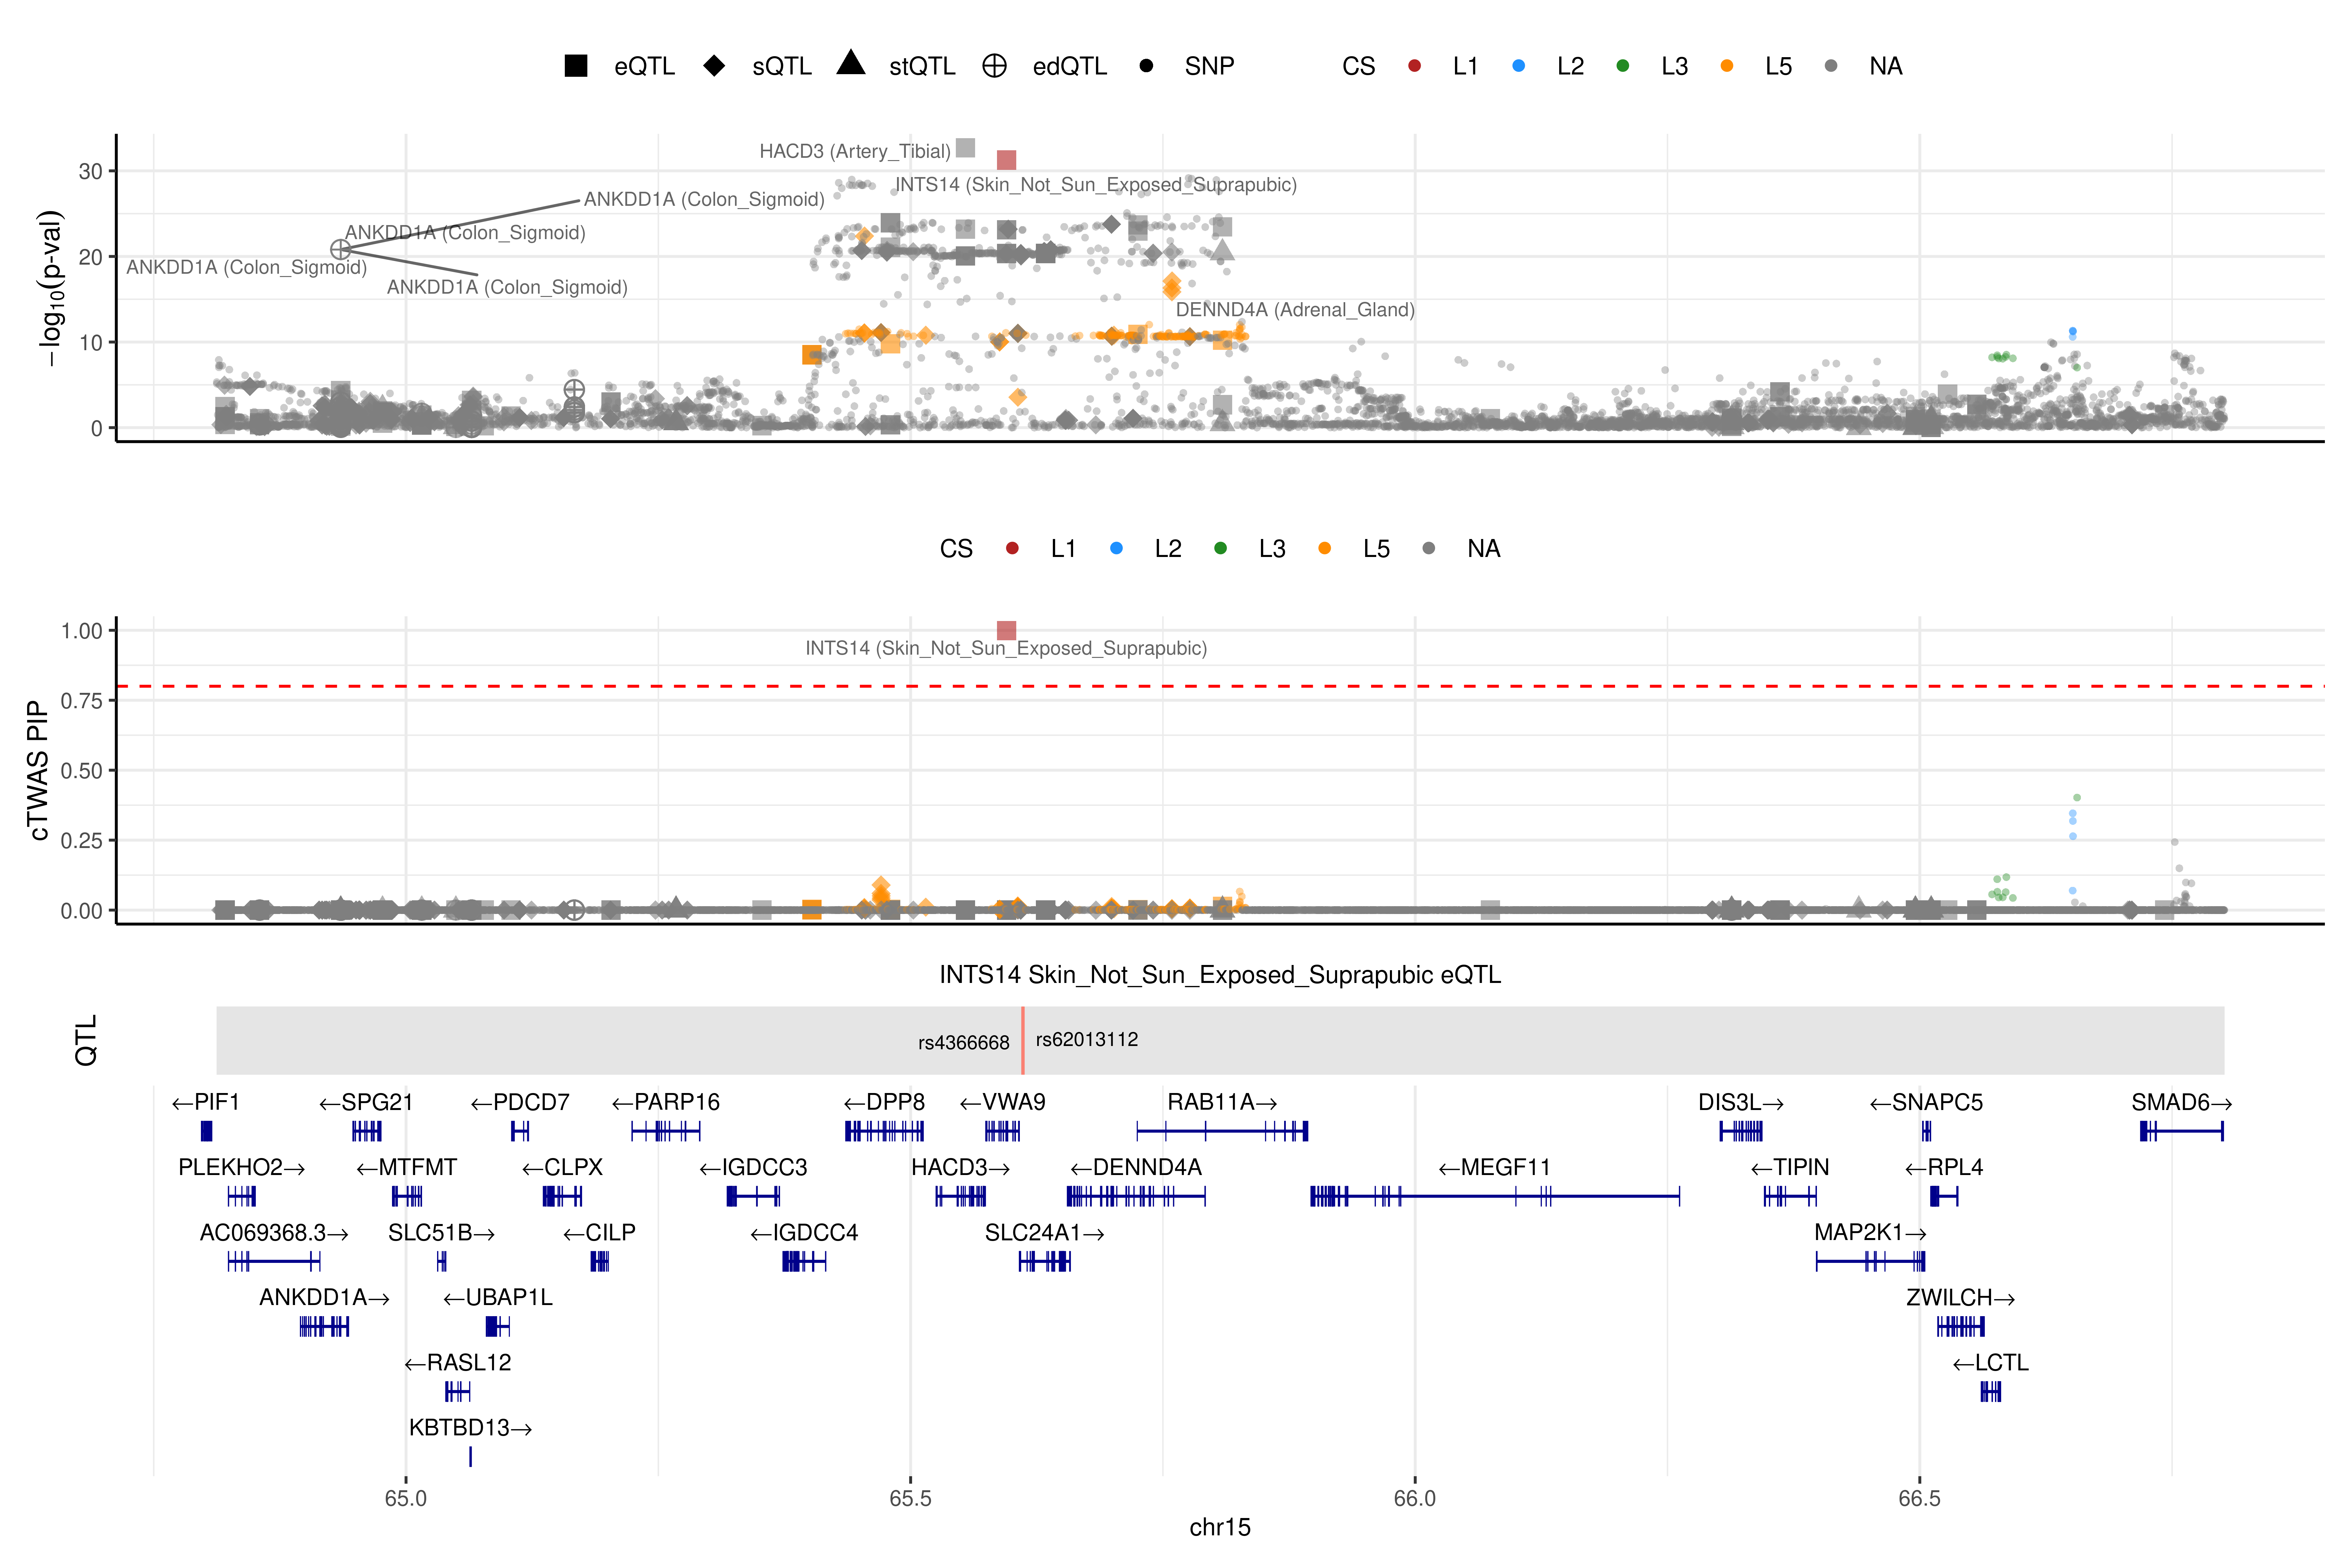 eQTL sQTL stQTL edQTL SNP CS L1 L2 L3 L5 NA
−log10(p-val)
30
20
10
0
HACD3 (Artery_Tibial)
INTS14 (Skin_Not_Sun_Exposed_Suprapubic)
ANKDD1A (Colon_Sigmoid)
ANKDD1A (Colon_Sigmoid)
ANKDD1A (Colon_Sigmoid)
ANKDD1A (Colon_Sigmoid)
DENND4A (Adrenal_Gland)
CS L1 L2 L3 L5 NA
cTWAS PIP
1.00
0.75
0.50
0.25
0.00
INTS14 (Skin_Not_Sun_Exposed_Suprapubic)
INTS14 Skin_Not_Sun_Exposed_Suprapubic eQTL
QTL
rs4366668 rs62013112
←PIF1 ←SPG21 ←PDCD7 ←PARP16 ←DPP8 ←VWA9 RAB11A→ DIS3L→ ←SNAPC5 SMAD6→
PLEKHO2→ ←MTFMT ←CLPX ←IGDCC3 HACD3→ ←DENND4A ←MEGF11 ←TIPIN ←RPL4
AC069368.3→ SLC51B→ ←CILP ←IGDCC4 SLC24A1→ MAP2K1→
ANKDD1A→ ←UBAP1L ZWILCH→
←RASL12 ←LCTL
KBTBD13→
65.0 65.5 66.0 66.5
chr15